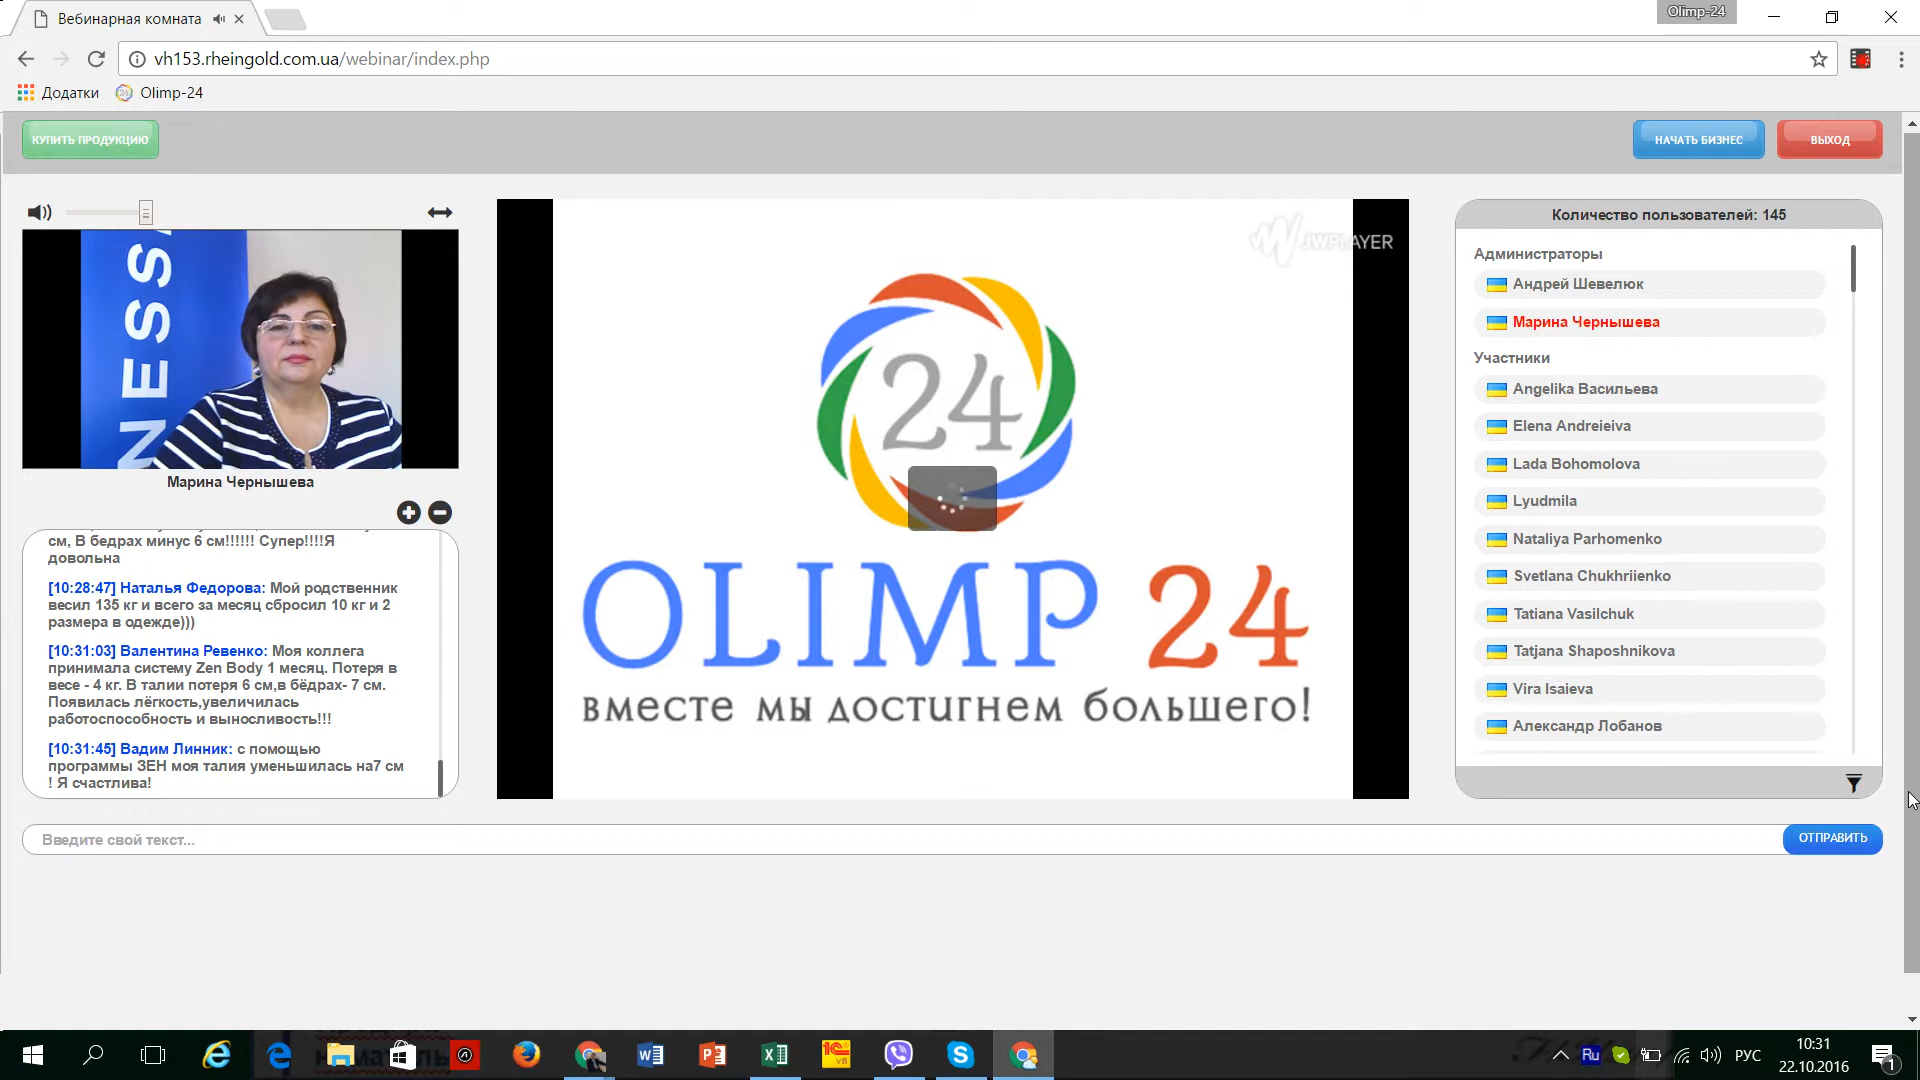 Вебинарная комната
Olimp-24
vh153.rheingold.com.ua/webinar/index.php
Додатки
Olimp-24
КУПИТЬ ПРОДУКЦИЮ
НАЧАТЬ БИЗНЕС
ВЫХОД
NESS
Марина Чернышева
см, В бедрах минус 6 см!!!!!! Супер!!!!Я
довольна
[10:28:47] Наталья Федорова: Мой родственник
весил 135 кг и всего за месяц сбросил 10 кг и 2
размера в одежде)))
[10:31:03] Валентина Ревенко: Моя коллега
принимала систему Zen Body 1 месяц. Потеря в
весе - 4 кг. В талии потеря 6 см,в бёдрах- 7 см.
Появилась лёгкость,увеличилась
работоспособность и выносливость!!!
[10:31:45] Вадим Линник: с помощью
программы ЗЕН моя талия уменьшилась на7 см
! Я счастлива!
JWPLAYER
24
OLIMP 24
вместе мы достигнем большего!
Количество пользователей: 145
Администраторы
Андрей Шевелюк
Марина Чернышева
Участники
Angelika Васильева
Elena Andreieiva
Lada Bohomolova
Lyudmila
Nataliya Parhomenko
Svetlana Chukhriienko
Tatiana Vasilchuk
Tatjana Shaposhnikova
Vira Isaieva
Александр Лобанов
Введите свой текст...
ОТПРАВИТЬ
Ru
РУС
10:31
22.10.2016
1